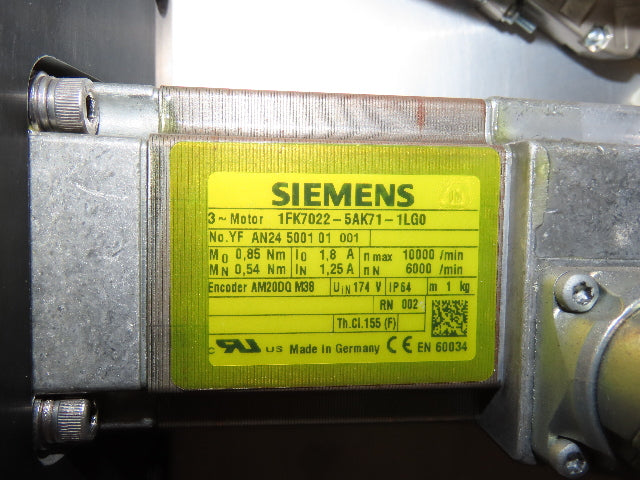 SIEMENS
3~Motor 1FK7022-5AK71-1LG0
No.YF AN24 5001 01 001
M0 0,85 Nm I0 1,8 A nmax 10000 /min
MN 0,54 Nm IN 1,25 A nN 6000 /min
Encoder AM20DQ M38 UIN 174 V IP64 m 1 kg
RN 002
Th.Cl.155 (F)
c RU US Made in Germany CE EN 60034